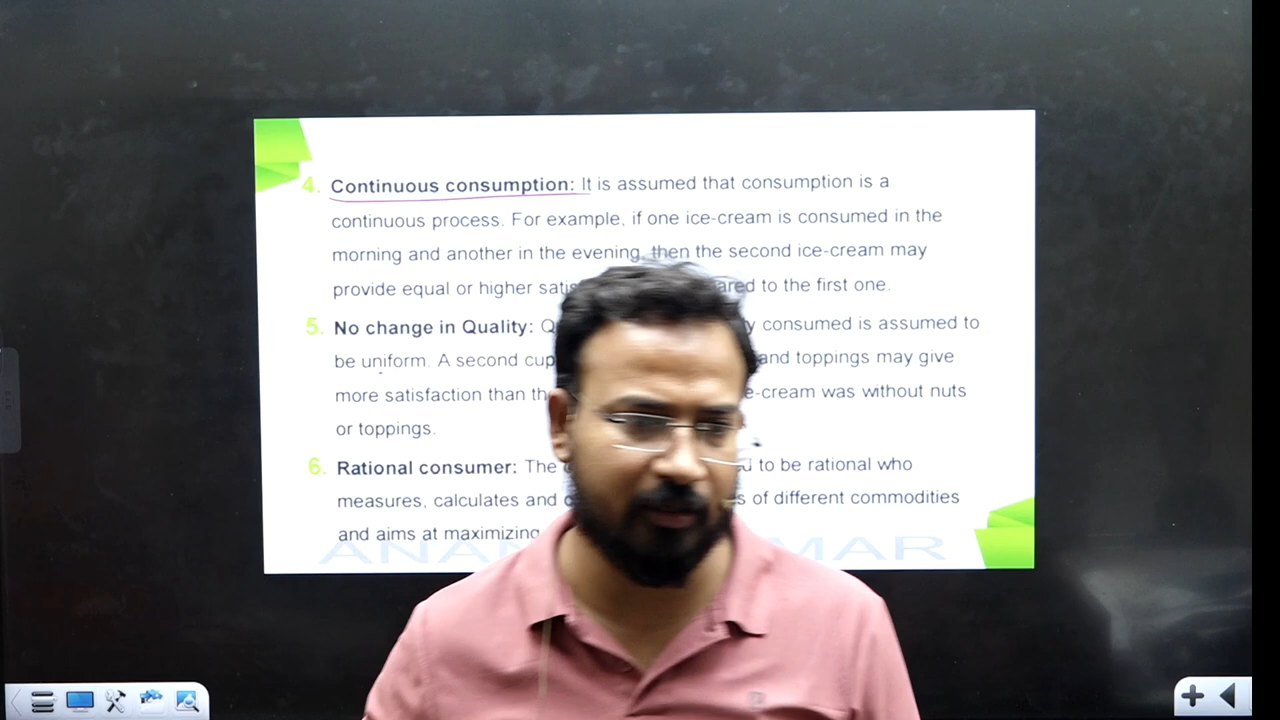 4. Continuous consumption: It is assumed that consumption is a
continuous process. For example, if one ice-cream is consumed in the
morning and another in the evening, then the second ice-cream may
provide equal or higher to the first one.
5. No change in Quality: consumed is assumed to
be uniform. A second cup and toppings may give
more satisfaction than was without nuts
or toppings.
6. Rational consumer: The to be rational who
measures, calculates and of different commodities
and aims at maximizing